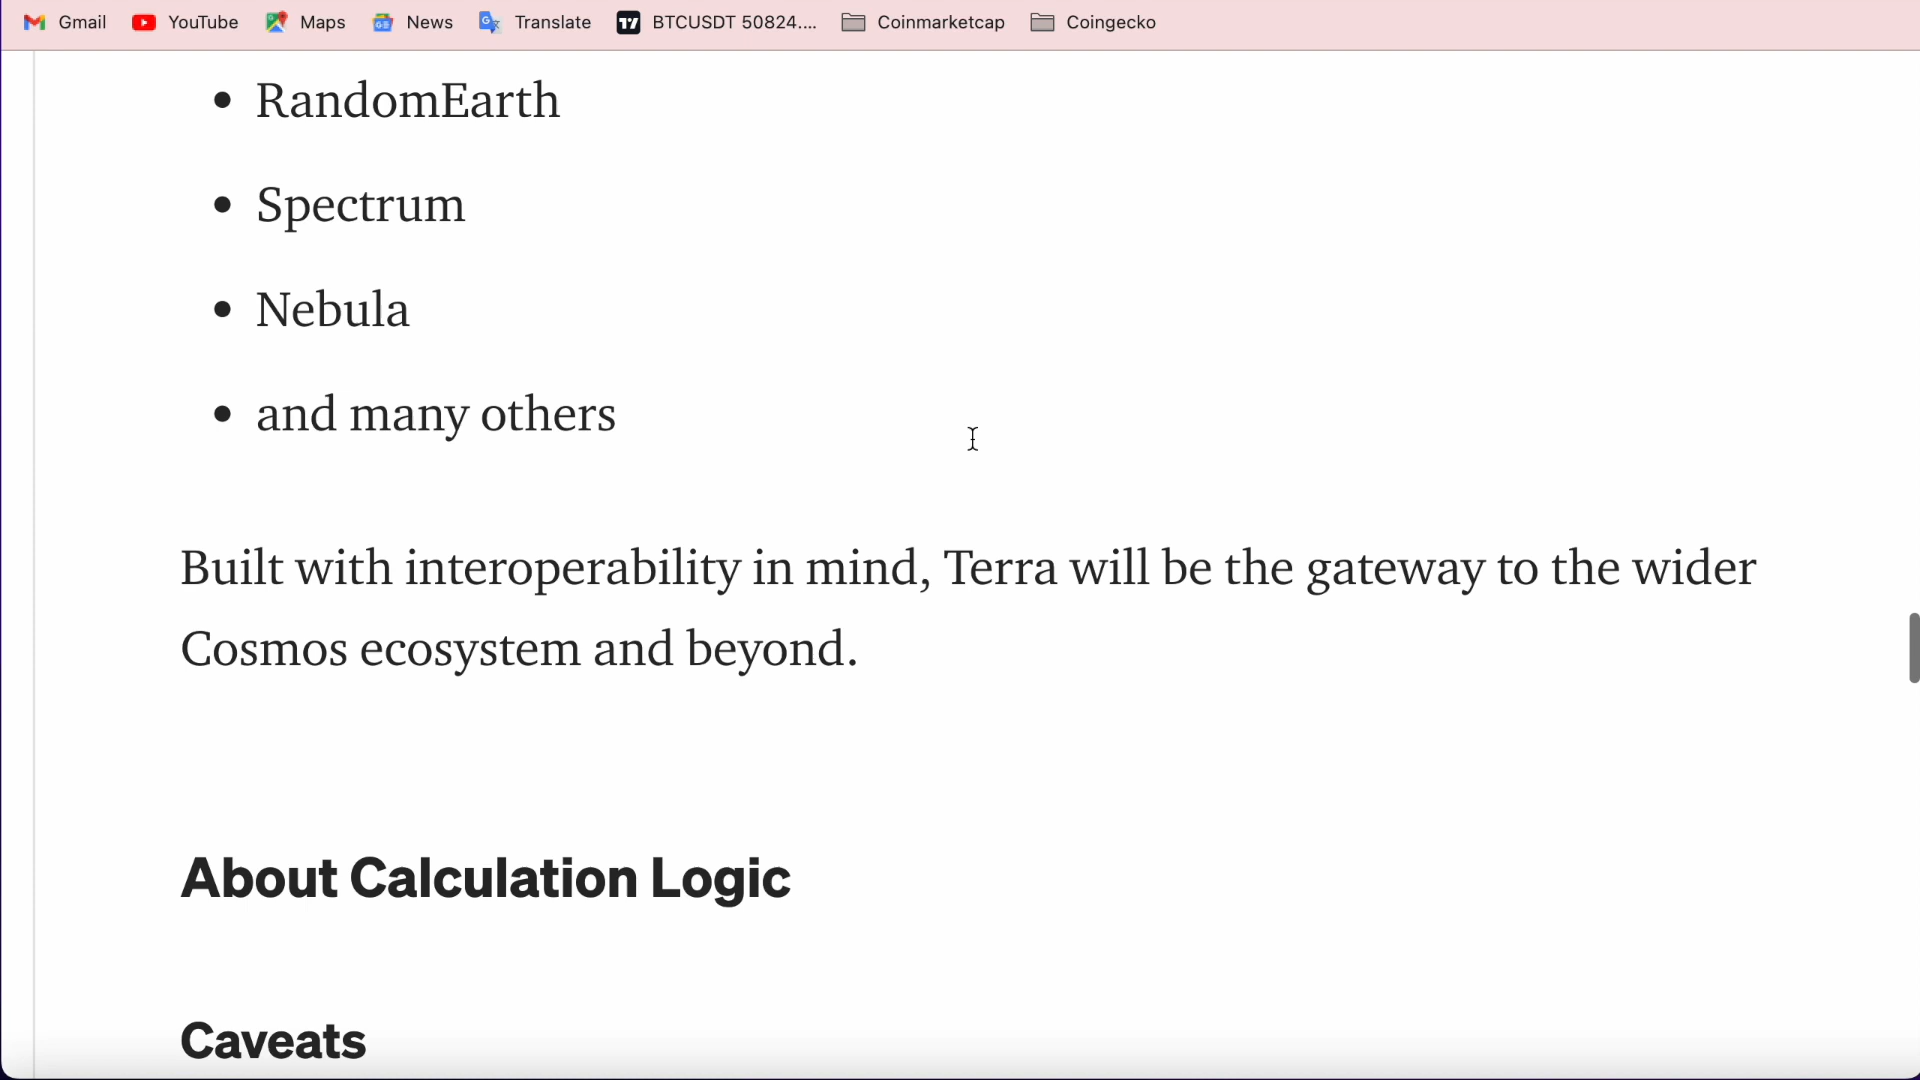 Gmail YouTube Maps News Translate BTCUSDT 50824.... Coinmarketcap Coingecko
• RandomEarth
• Spectrum
• Nebula
• and many others
Built with interoperability in mind, Terra will be the gateway to the wider
Cosmos ecosystem and beyond.
About Calculation Logic
Caveats